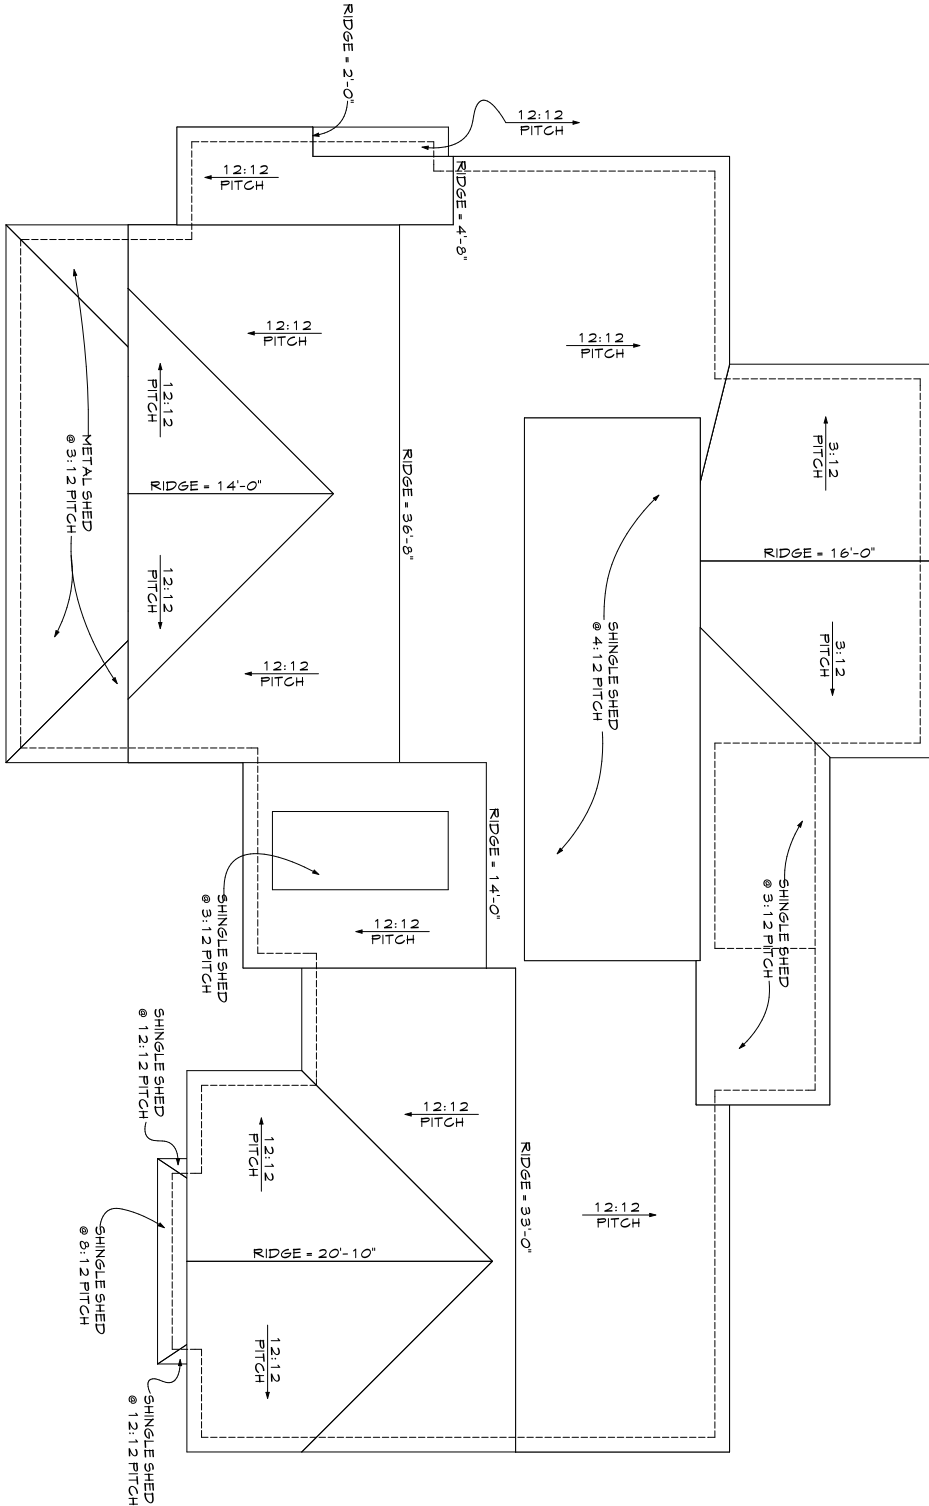 RIDGE = 2'-0"
12:12
PITCH
12:12
PITCH
RIDGE = 4'-8"
12:12
PITCH
12:12
PITCH
12:12
PITCH
3:12
PITCH
METAL SHED
@ 3:12 PITCH
RIDGE = 14'-0"
RIDGE = 36'-8"
RIDGE = 16'-0"
12:12
PITCH
SHINGLE SHED
@ 4:12 PITCH
3:12
PITCH
12:12
PITCH
RIDGE = 14'-0"
SHINGLE SHED
@ 3:12 PITCH
12:12
PITCH
SHINGLE SHED
@ 3:12 PITCH
SHINGLE SHED
@ 12:12 PITCH
12:12
PITCH
12:12
PITCH
RIDGE = 33'-0"
12:12
PITCH
SHINGLE SHED
@ 8:12 PITCH
RIDGE = 20'-10"
12:12
PITCH
SHINGLE SHED
@ 12:12 PITCH